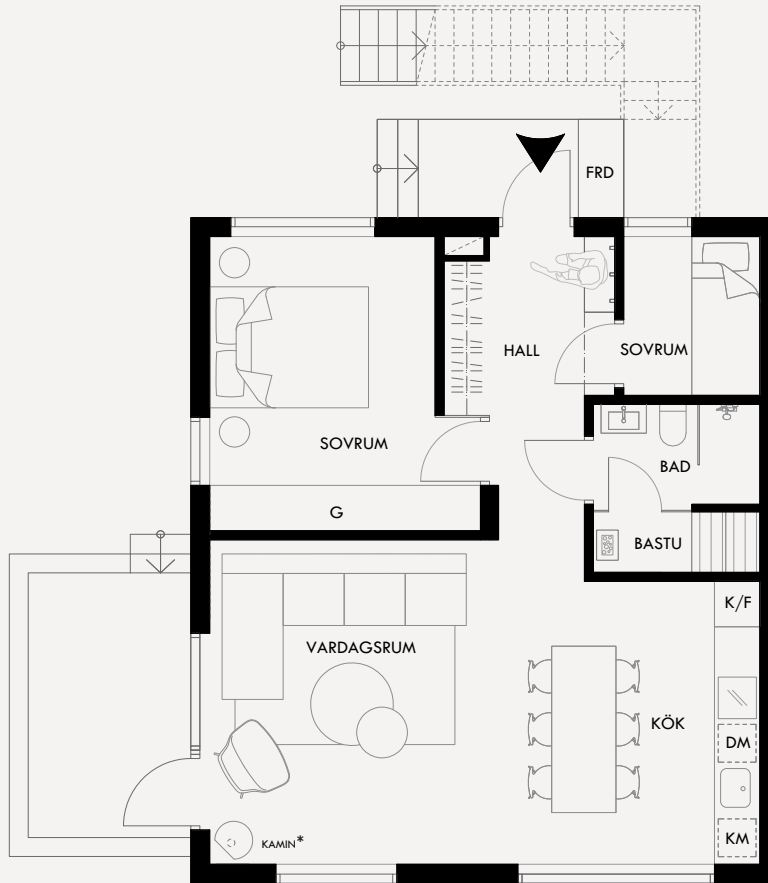 FRD
HALL
SOVRUM
SOVRUM
BAD
G
BASTU
K/F
VARDAGSRUM
KÖK
DM
KAMIN*
KM